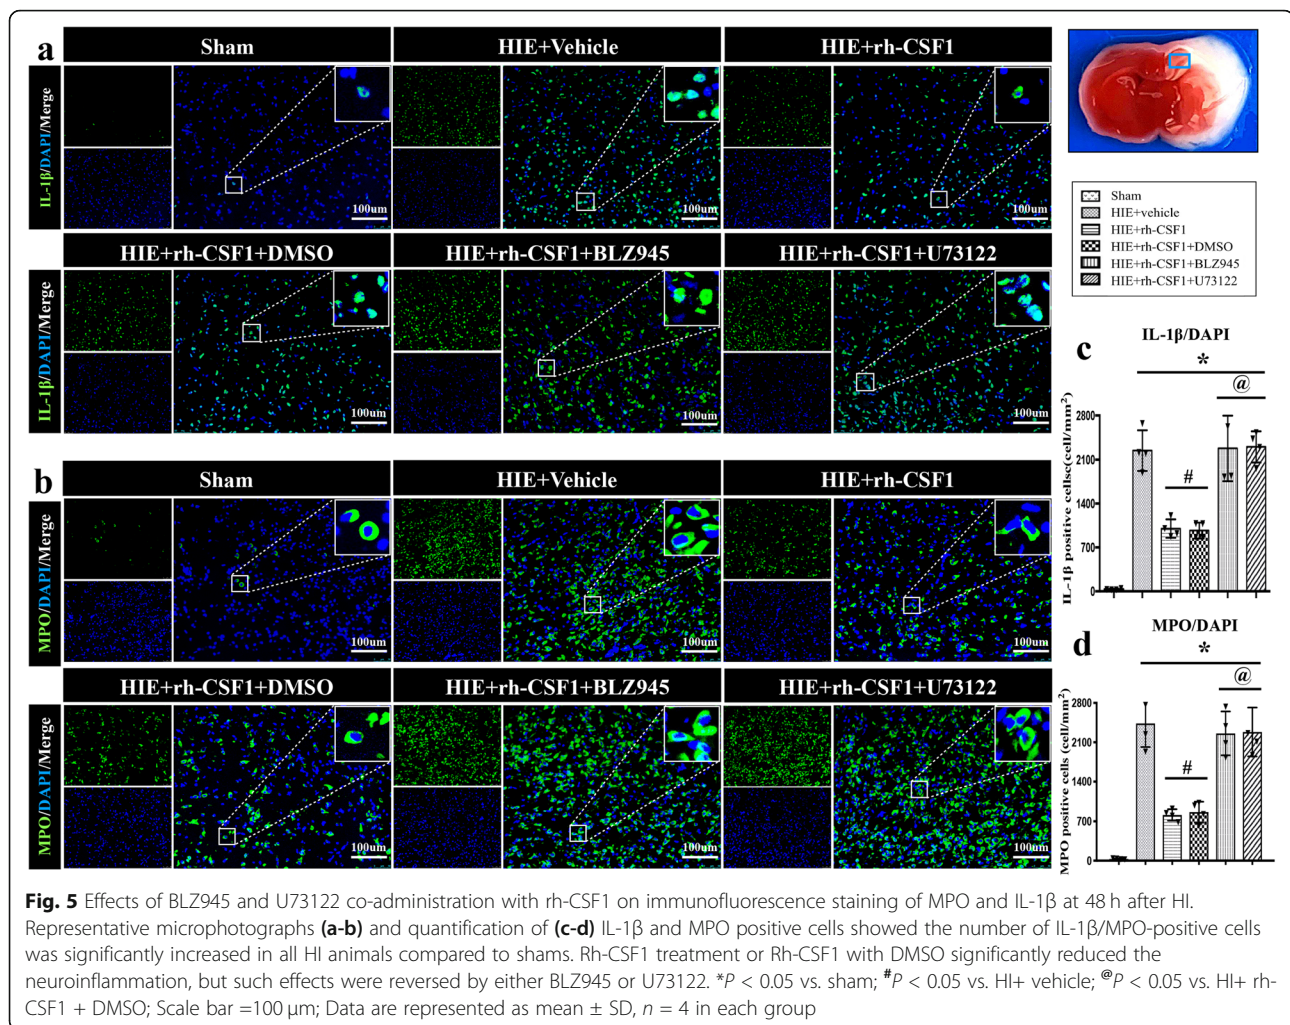 a
Sham
HIE+Vehicle
HIE+rh-CSF1
IL-1β/DAPI/Merge
100um
100um
100um
HIE+rh-CSF1+DMSO
HIE+rh-CSF1+BLZ945
HIE+rh-CSF1+U73122
IL-1β/DAPI/Merge
100um
100um
100um
b
Sham
HIE+Vehicle
HIE+rh-CSF1
MPO/DAPI/Merge
100um
100um
100um
HIE+rh-CSF1+DMSO
HIE+rh-CSF1+BLZ945
HIE+rh-CSF1+U73122
MPO/DAPI/Merge
100um
100um
100um
Sham
HIE+vehicle
HIE+rh-CSF1
HIE+rh-CSF1+DMSO
HIE+rh-CSF1+BLZ945
HIE+rh-CSF1+U73122
c
IL-1β/DAPI
*
@
#
IL-1β positive cellsc(cell/mm²)
2800
2100
1400
700
0
d
MPO/DAPI
*
@
#
MPO positive cells (cell/mm²)
2800
2100
1400
700
0
Fig. 5 Effects of BLZ945 and U73122 co-administration with rh-CSF1 on immunofluorescence staining of MPO and IL-1β at 48 h after HI.
Representative microphotographs (a-b) and quantification of (c-d) IL-1β and MPO positive cells showed the number of IL-1β/MPO-positive cells
was significantly increased in all HI animals compared to shams. Rh-CSF1 treatment or Rh-CSF1 with DMSO significantly reduced the
neuroinflammation, but such effects were reversed by either BLZ945 or U73122. *P < 0.05 vs. sham; #P < 0.05 vs. HI+ vehicle; @P < 0.05 vs. HI+ rh-
CSF1 + DMSO; Scale bar =100 μm; Data are represented as mean ± SD, n = 4 in each group